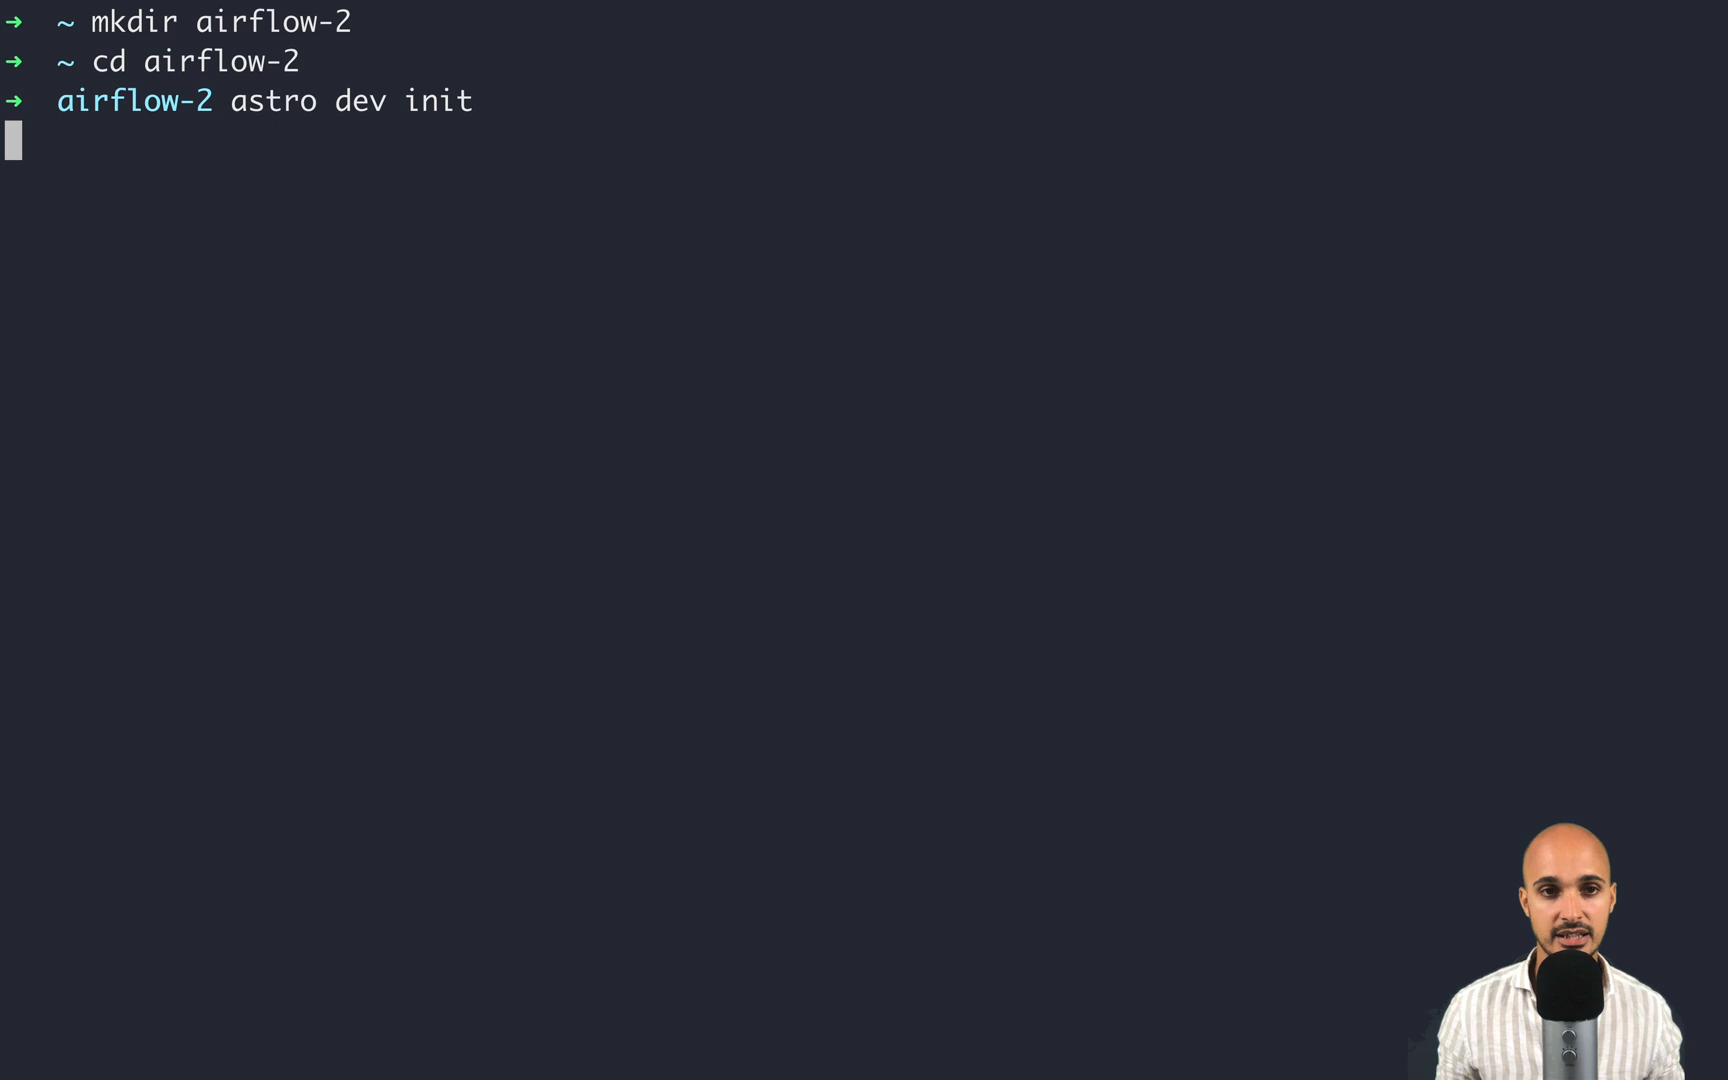 ➜ ~ mkdir airflow-2
➜ ~ cd airflow-2
➜ airflow-2 astro dev init